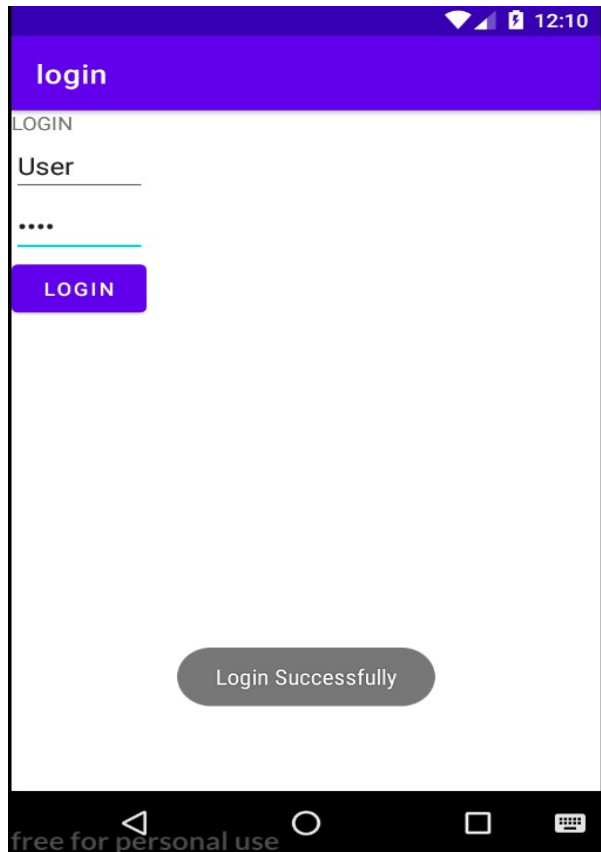 12:10
login
LOGIN
User
••••
LOGIN
Login Successfully
free for personal use